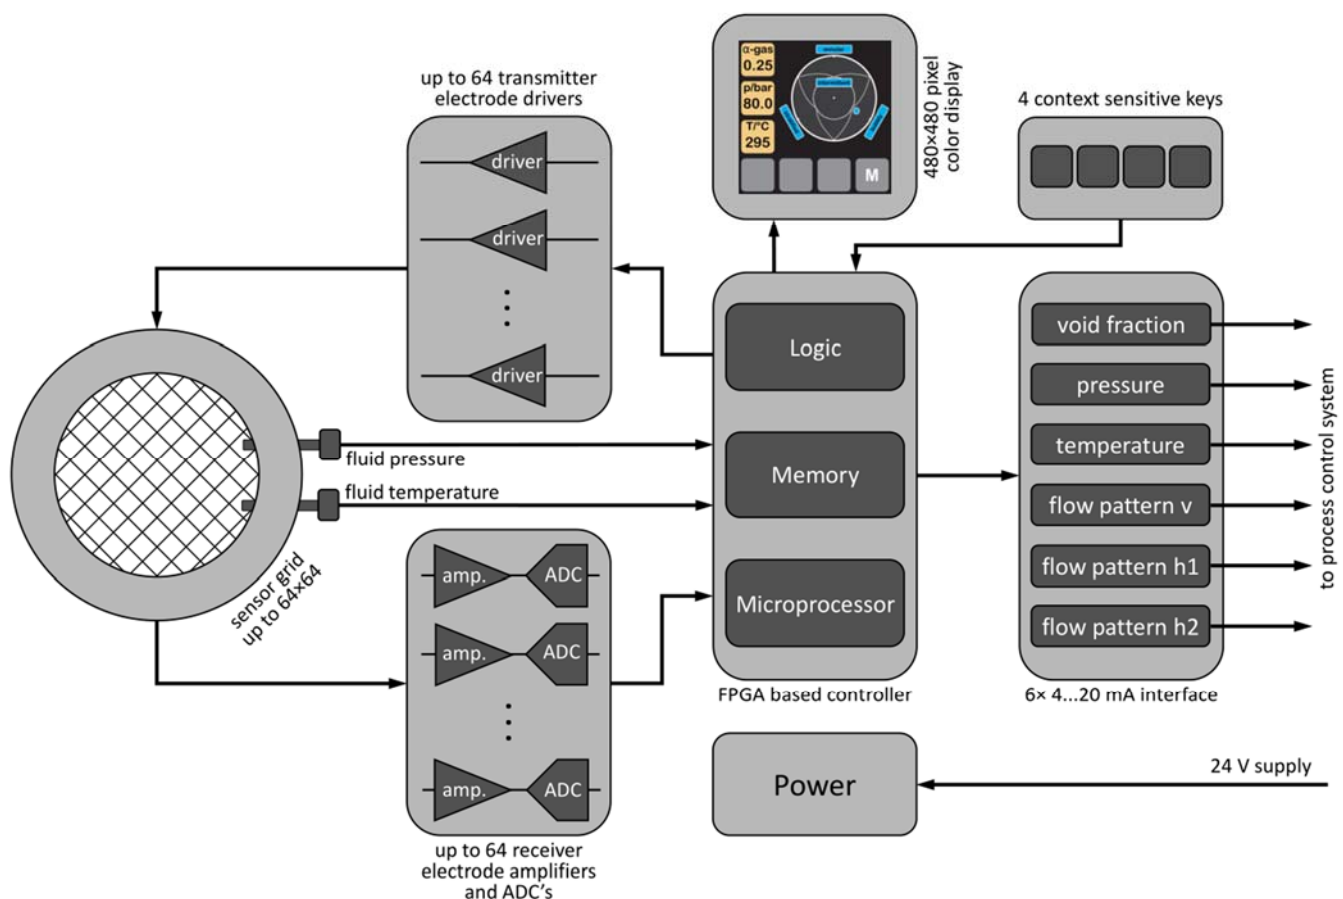 up to 64 transmitter
electrode drivers
driver
driver
driver
α-gas
0.25
p/bar
80.0
T/°C
295
M
480×480 pixel
color display
4 context sensitive keys
fluid pressure
fluid temperature
sensor grid
up to 64×64
amp.
ADC
amp.
ADC
amp.
ADC
up to 64 receiver
electrode amplifiers
and ADC's
Logic
Memory
Microprocessor
FPGA based controller
void fraction
pressure
temperature
flow pattern v
flow pattern h1
flow pattern h2
6× 4...20 mA interface
to process control system
Power
24 V supply